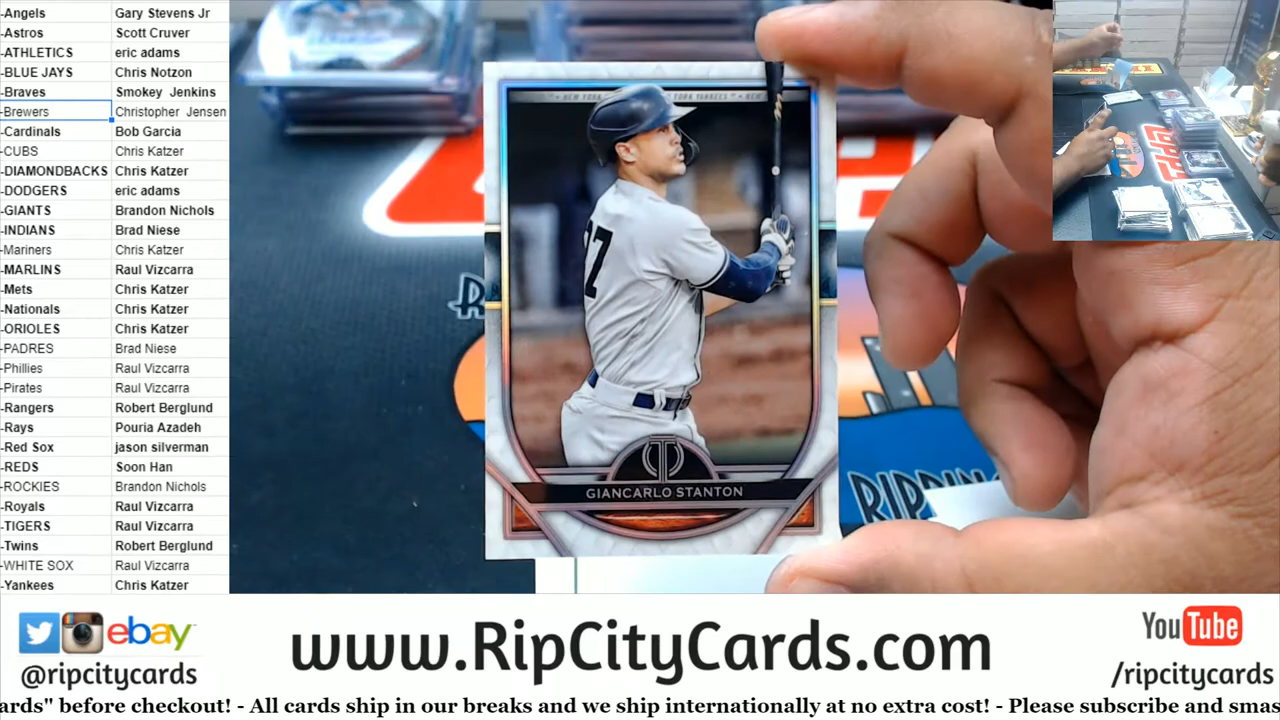 -Angels Gary Stevens Jr
-Astros Scott Cruver
-ATHLETICS eric adams
-BLUE JAYS Chris Notzon
-Braves Smokey Jenkins
-Brewers Christopher Jensen
-Cardinals Bob Garcia
-CUBS Chris Katzer
-DIAMONDBACKS Chris Katzer
-DODGERS eric adams
-GIANTS Brandon Nichols
-INDIANS Brad Niese
-Mariners Chris Katzer
-MARLINS Raul Vizcarra
-Mets Chris Katzer
-Nationals Chris Katzer
-ORIOLES Chris Katzer
-PADRES Brad Niese
-Phillies Raul Vizcarra
-Pirates Raul Vizcarra
-Rangers Robert Berglund
-Rays Pouria Azadeh
-Red Sox jason silverman
-REDS Soon Han
-ROCKIES Brandon Nichols
-Royals Raul Vizcarra
-TIGERS Raul Vizcarra
-Twins Robert Berglund
-WHITE SOX Raul Vizcarra
-Yankees Chris Katzer
NEW YORK
27
GIANCARLO STANTON
ebay
@ripcitycards
www.RipCityCards.com
YouTube
/ripcitycards
ards" before checkout! - All cards ship in our breaks and we ship internationally at no extra cost! - Please subscribe and smas